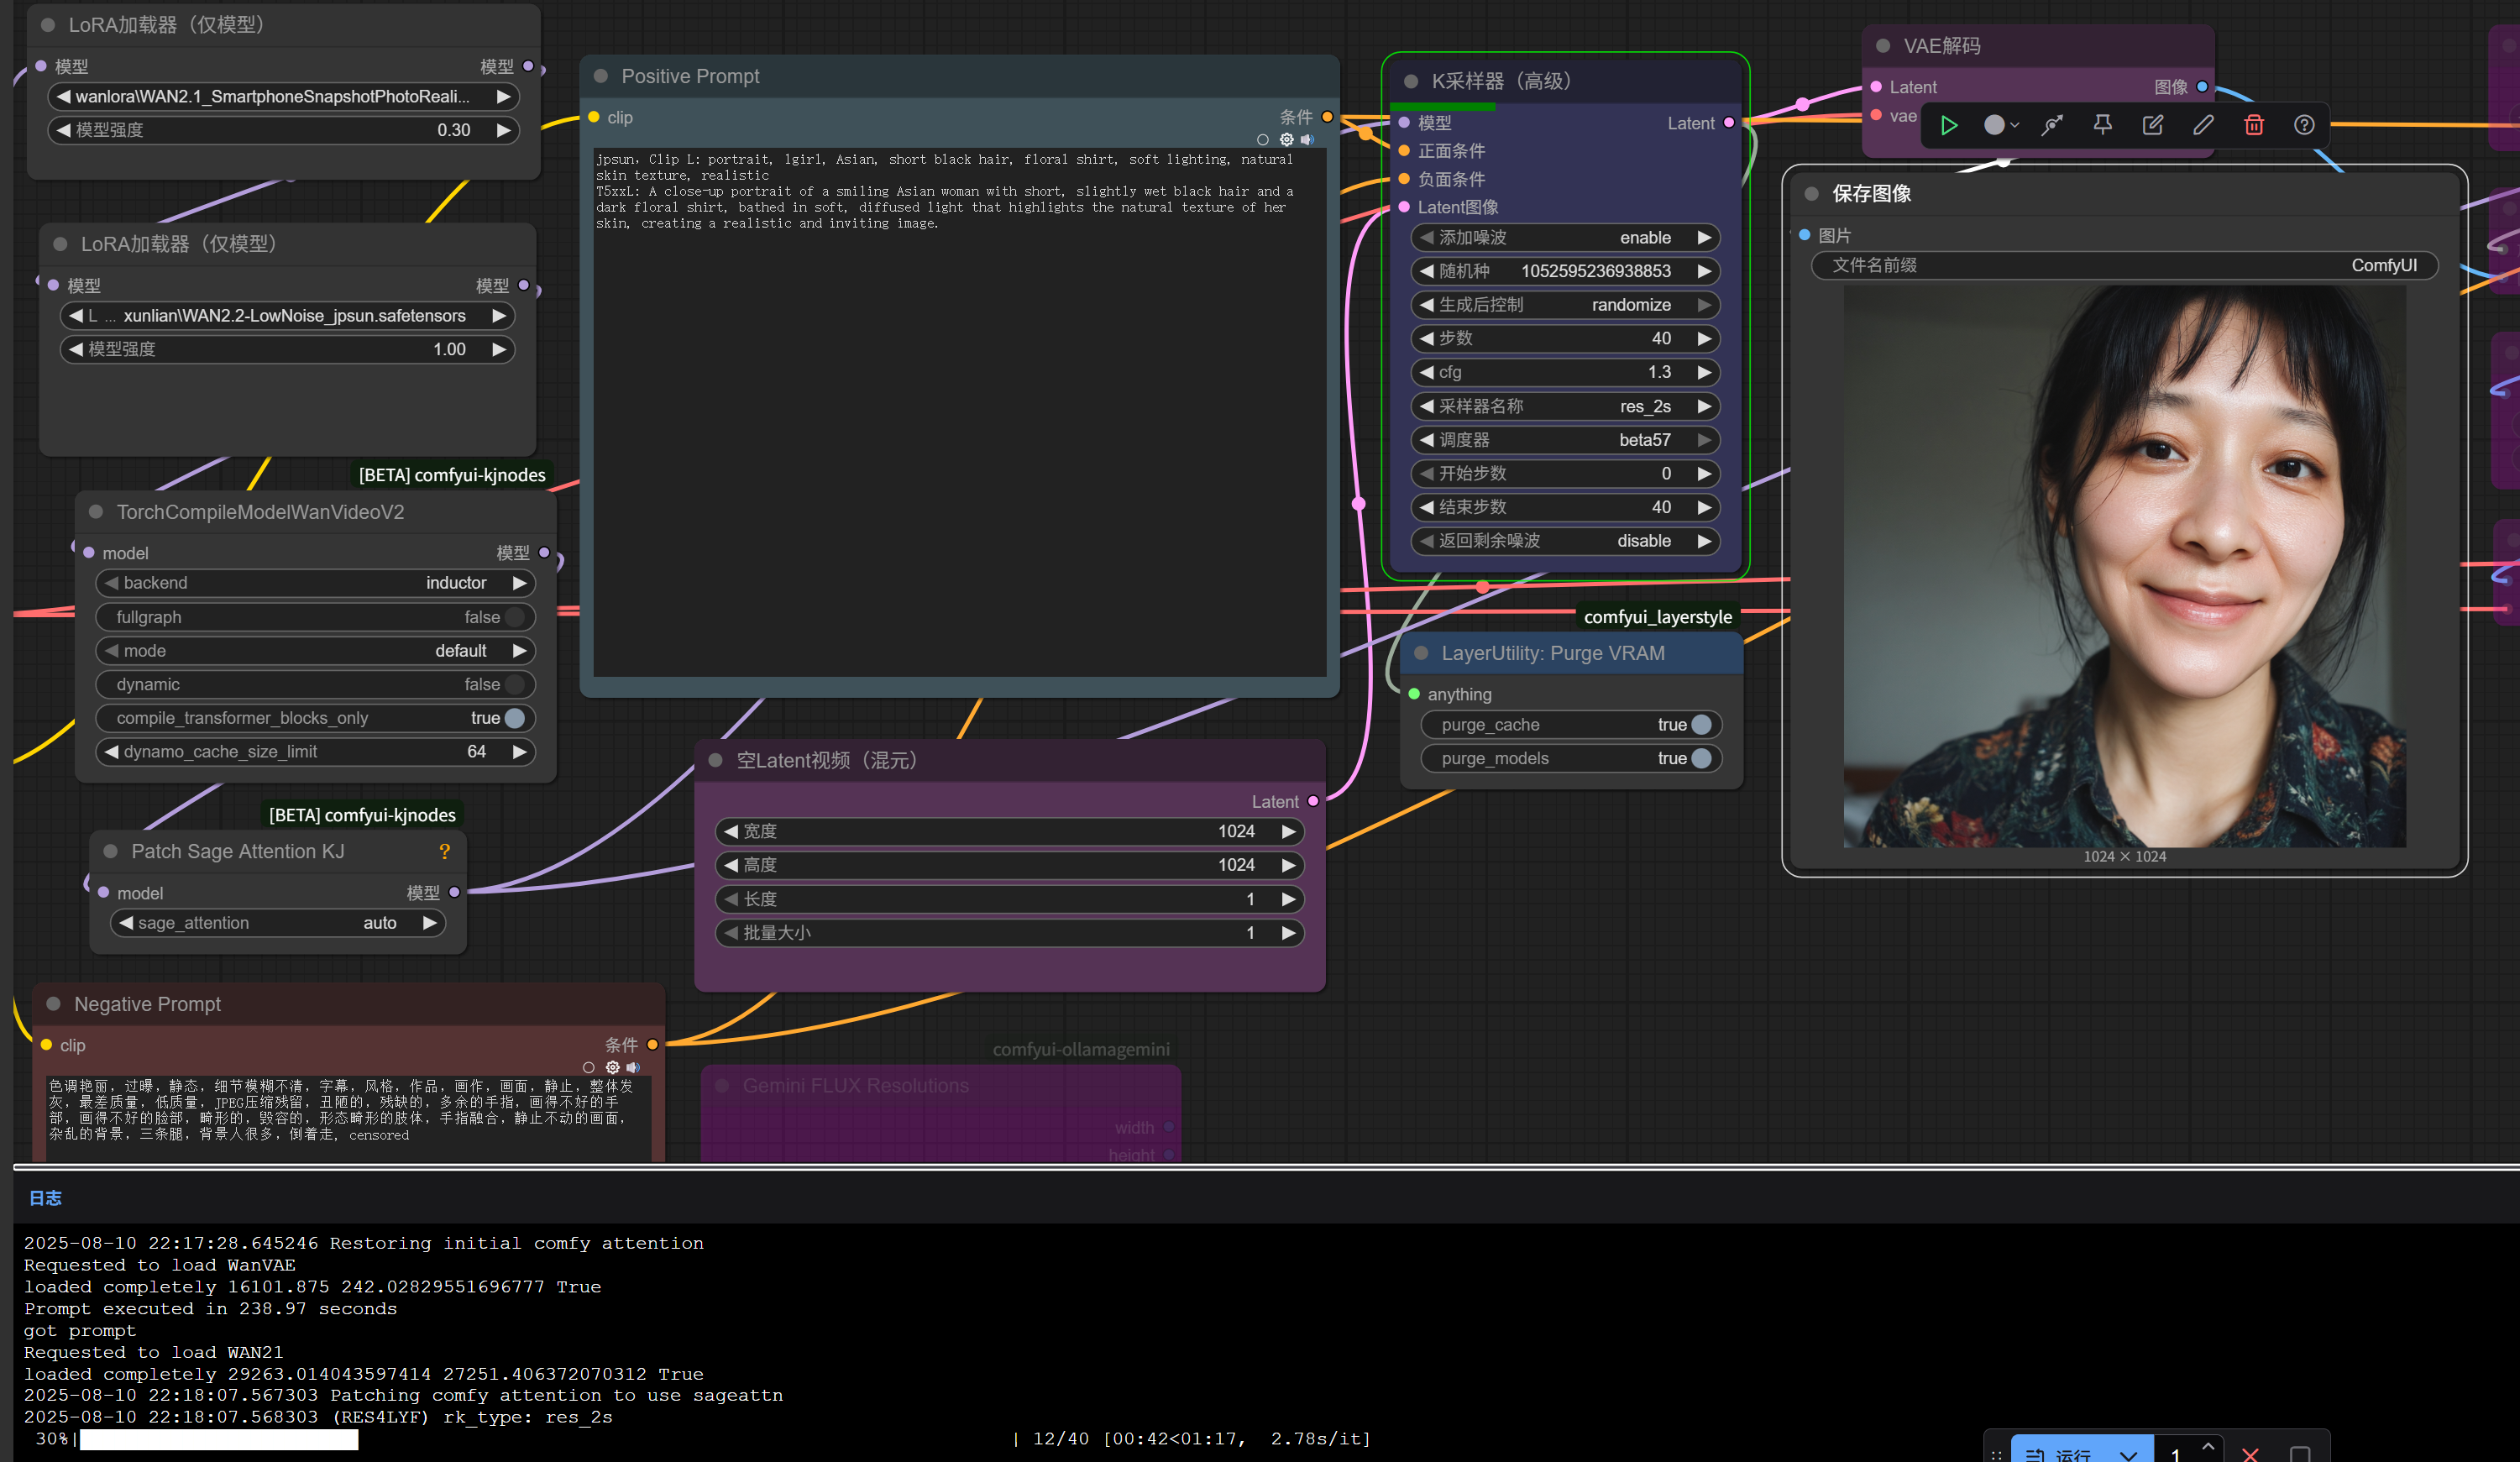 LoRA加载器（仅模型）
模型
模型
wanlora\WAN2.1_SmartphoneSnapshotPhotoReali...
模型强度
0.30
LoRA加载器（仅模型）
模型
模型
L ...
xunlian\WAN2.2-LowNoise_jpsun.safetensors
模型强度
1.00
[BETA] comfyui-kjnodes
TorchCompileModelWanVideoV2
model
模型
backend
inductor
fullgraph
false
mode
default
dynamic
false
compile_transformer_blocks_only
true
dynamo_cache_size_limit
64
[BETA] comfyui-kjnodes
Patch Sage Attention KJ
?
model
模型
sage_attention
auto
Negative Prompt
clip
条件
色调艳丽，过曝，静态，细节模糊不清，字幕，风格，作品，画作，画面，静止，整体发
灰，最差质量，低质量，JPEG压缩残留，丑陋的，残缺的，多余的手指，画得不好的手
部，画得不好的脸部，畸形的，毁容的，形态畸形的肢体，手指融合，静止不动的画面，
杂乱的背景，三条腿，背景人很多，倒着走, censored
Positive Prompt
clip
条件
jpsun, Clip L: portrait, 1girl, Asian, short black hair, floral shirt, soft lighting, natural
skin texture, realistic
T5xxL: A close-up portrait of a smiling Asian woman with short, slightly wet black hair and a
dark floral shirt, bathed in soft, diffused light that highlights the natural texture of her
skin, creating a realistic and inviting image.
空Latent视频（混元）
Latent
宽度
1024
高度
1024
长度
1
批量大小
1
comfyui-ollamagemini
Gemini FLUX Resolutions
width
height
K采样器（高级）
模型
Latent
正面条件
负面条件
Latent图像
添加噪波
enable
随机种
1052595236938853
生成后控制
randomize
步数
40
cfg
1.3
采样器名称
res_2s
调度器
beta57
开始步数
0
结束步数
40
返回剩余噪波
disable
comfyui_layerstyle
LayerUtility: Purge VRAM
anything
purge_cache
true
purge_models
true
VAE解码
Latent
图像
vae
保存图像
图片
文件名前缀
ComfyUI
1024 × 1024
日志
2025-08-10 22:17:28.645246 Restoring initial comfy attention
Requested to load WanVAE
loaded completely 16101.875 242.02829551696777 True
Prompt executed in 238.97 seconds
got prompt
Requested to load WAN21
loaded completely 29263.014043597414 27251.406372070312 True
2025-08-10 22:18:07.567303 Patching comfy attention to use sageattn
2025-08-10 22:18:07.568303 (RES4LYF) rk_type: res_2s
30%| | 12/40 [00:42<01:17, 2.78s/it]
运行
1